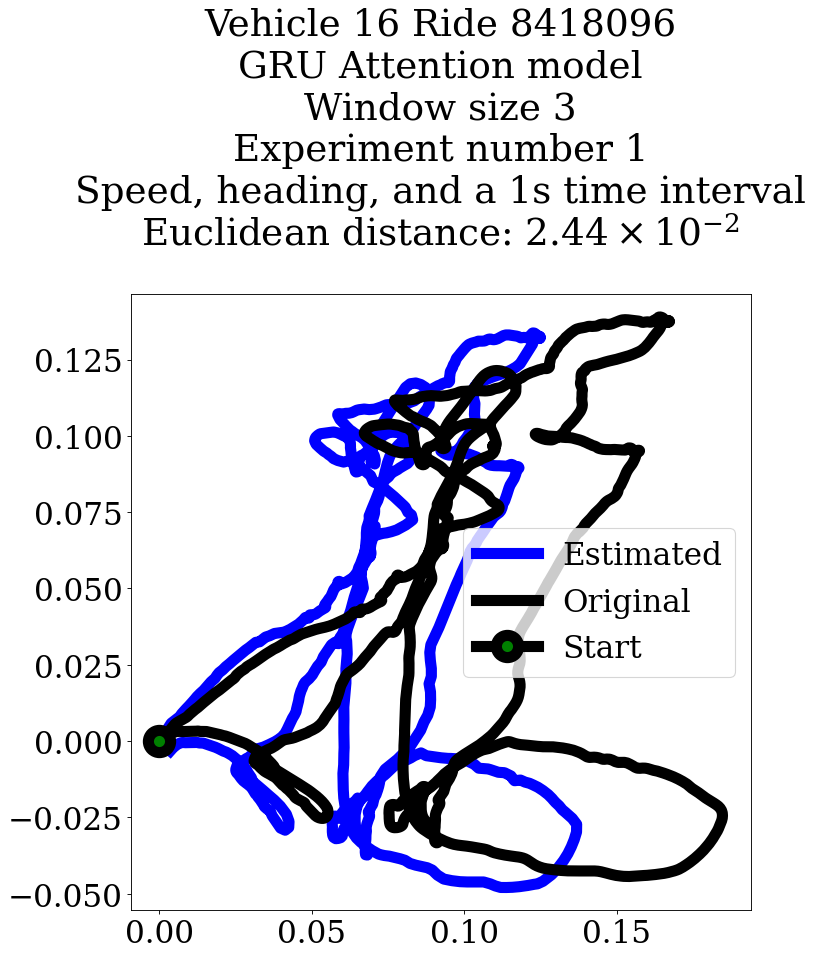 Vehicle 16 Ride 8418096
GRU Attention model
Window size 3
Experiment number 1
Speed, heading, and a 1s time interval
Euclidean distance: 2.44 × 10⁻²
0.125
0.100
0.075
0.050
0.025
0.000
−0.025
−0.050
Estimated
Original
Start
0.00 0.05 0.10 0.15